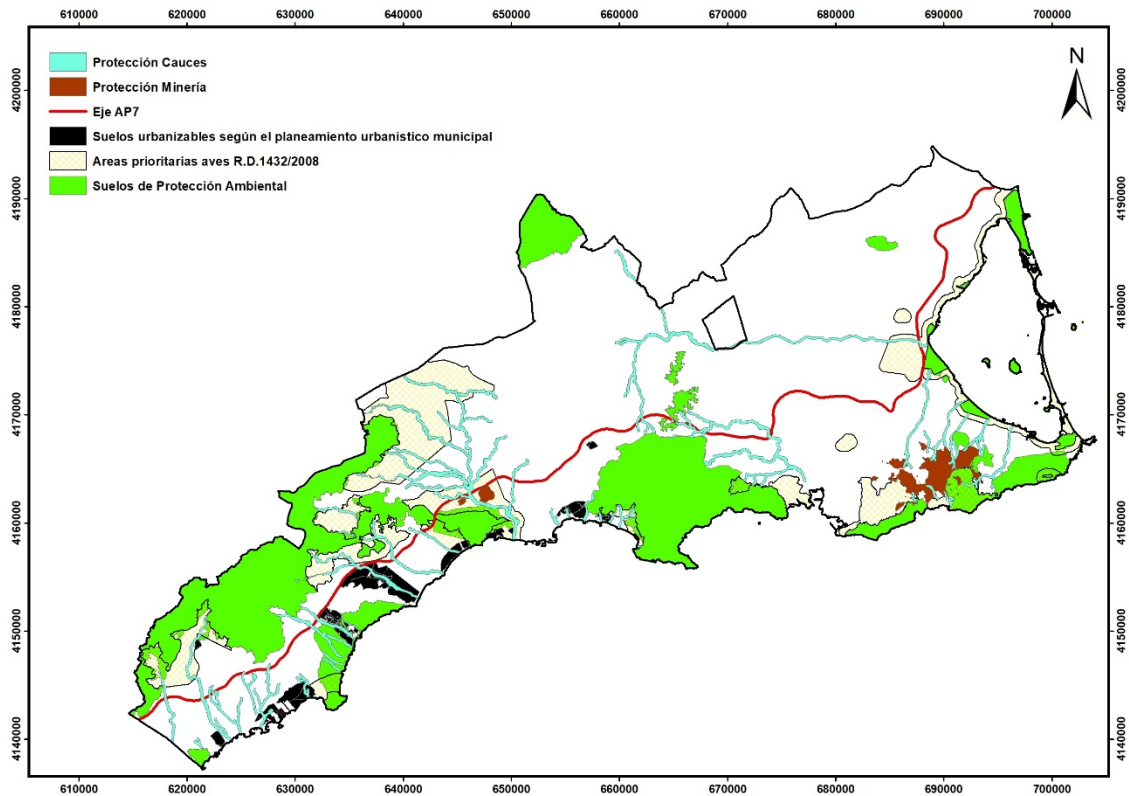 610000 620000 630000 640000 650000 660000 670000 680000 690000 700000
N
Protección Cauces
Protección Minería
Eje AP7
Suelos urbanizables según el planeamiento urbanistico municipal
Areas prioritarias aves R.D.1432/2008
Suelos de Protección Ambiental
4200000 4200000
4190000 4190000
4180000 4180000
4170000 4170000
4160000 4160000
4150000 4150000
4140000 4140000
610000 620000 630000 640000 650000 660000 670000 680000 690000 700000